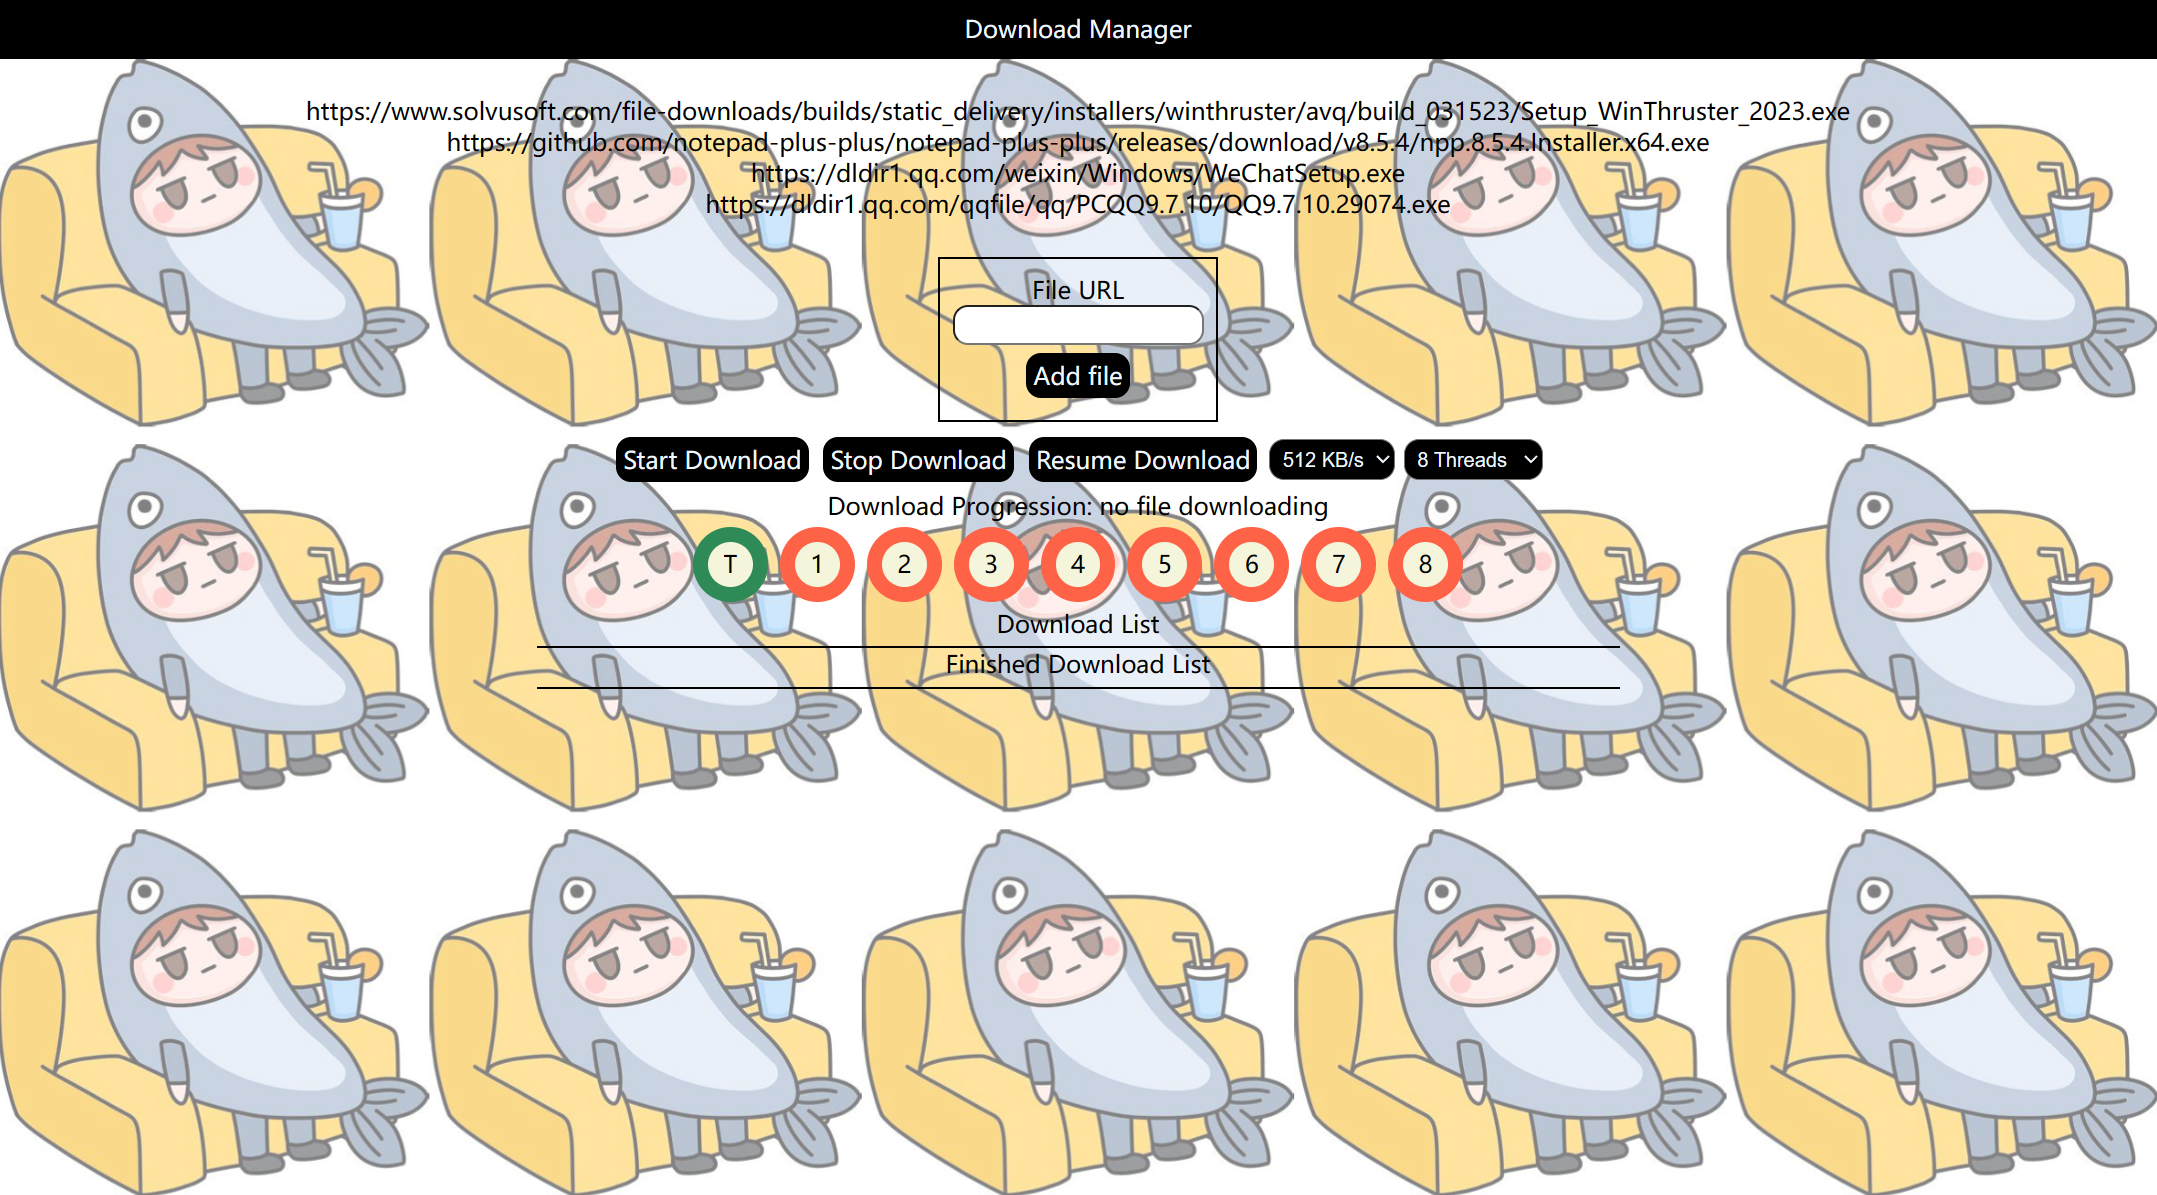 Download Manager
https://www.solvusoft.com/file-downloads/builds/static_delivery/installers/winthruster/avq/build_031523/Setup_WinThruster_2023.exe
https://github.com/notepad-plus-plus/notepad-plus-plus/releases/download/v8.5.4/npp.8.5.4.Installer.x64.exe
https://dldir1.qq.com/weixin/Windows/WeChatSetup.exe
https://dldir1.qq.com/qqfile/qq/PCQQ9.7.10/QQ9.7.10.29074.exe
File URL
Add file
Start Download Stop Download Resume Download 512 KB/s 8 Threads
Download Progression: no file downloading
T 1 2 3 4 5 6 7 8
Download List
Finished Download List